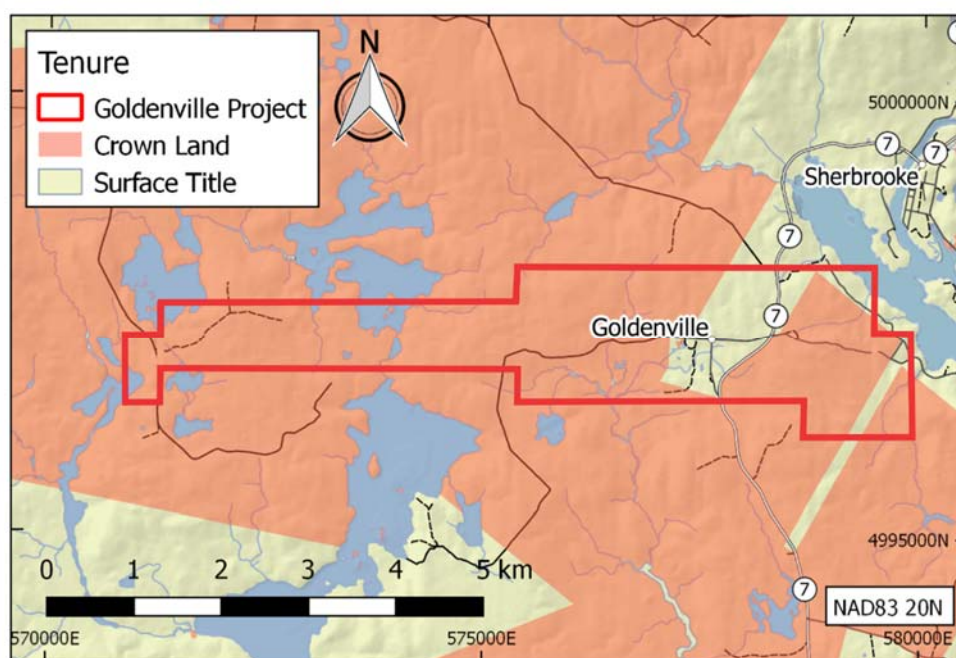 Tenure
Goldenville Project
Crown Land
Surface Title
N
5000000N
7
7
Sherbrooke
7
7
Goldenville
7
4995000N
0 1 2 3 4 5 km
7
NAD83 20N
570000E
575000E
580000E